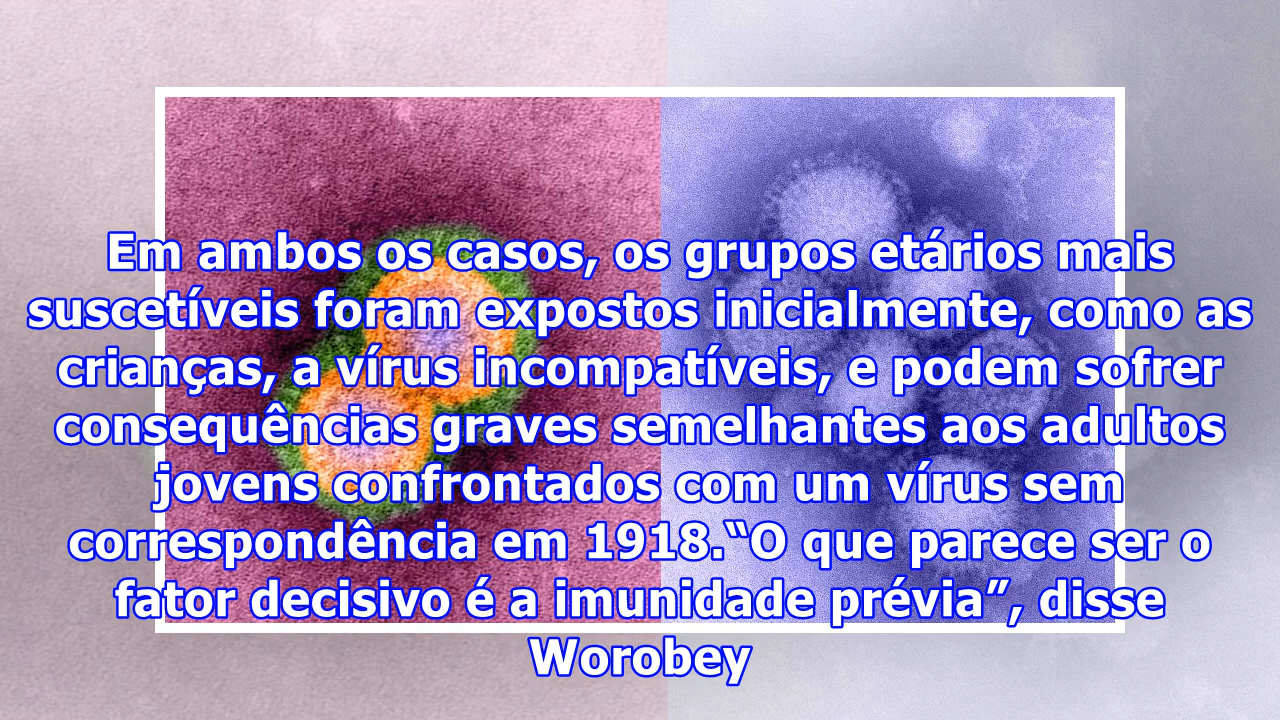 Em ambos os casos, os grupos etários mais
suscetíveis foram expostos inicialmente, como as
crianças, a vírus incompatíveis, e podem sofrer
consequências graves semelhantes aos adultos
jovens confrontados com um vírus sem
correspondência em 1918.“O que parece ser o
fator decisivo é a imunidade prévia”, disse
Worobey